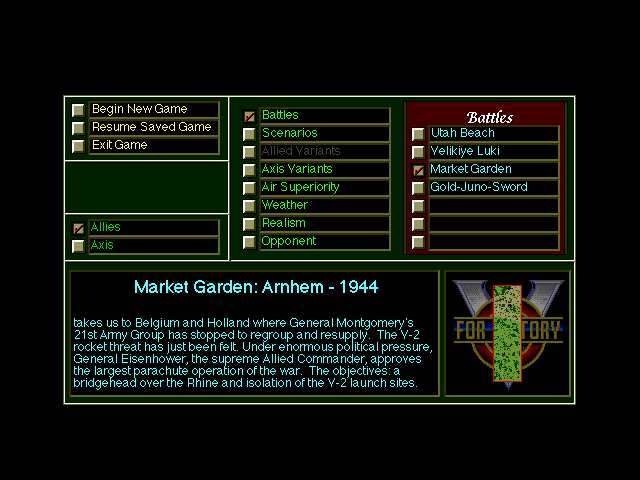 Begin New Game
Resume Saved Game
Exit Game
Allies
Axis
Battles
Scenarios
Allied Variants
Axis Variants
Air Superiority
Weather
Realism
Opponent
Battles
Utah Beach
Velikiye Luki
Market Garden
Gold-Juno-Sword
Market Garden: Arnhem - 1944
takes us to Belgium and Holland where General Montgomery's
21st Army Group has stopped to regroup and resupply. The V-2
rocket threat has just been felt. Under enormous political pressure,
General Eisenhower, the supreme Allied Commander, approves
the largest parachute operation of the war. The objectives: a
bridgehead over the Rhine and isolation of the V-2 launch sites.
V
FOR
TORY